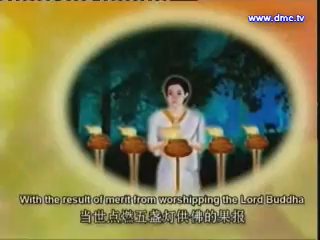 www.dmc.tv
With the result of merit from worshipping the Lord Buddha
当世点燃五盏灯供佛的果报